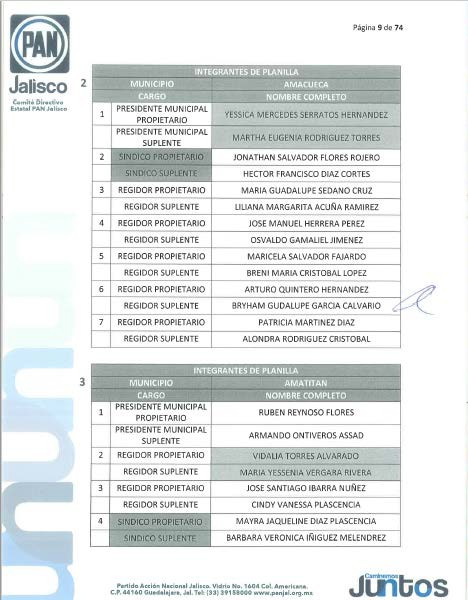 Página 9 de 74
PAN
Jalisco
Comité Directivo
Estatal PAN Jalisco
2
INTEGRANTES DE PLANILLA
MUNICIPIO AMACUECA
CARGO NOMBRE COMPLETO
1 PRESIDENTE MUNICIPAL PROPIETARIO YESSICA MERCEDES SERRATOS HERNANDEZ
PRESIDENTE MUNICIPAL SUPLENTE MARTHA EUGENIA RODRIGUEZ TORRES
2 SINDICO PROPIETARIO JONATHAN SALVADOR FLORES ROJERO
SINDICO SUPLENTE HECTOR FRANCISCO DIAZ CORTES
3 REGIDOR PROPIETARIO MARIA GUADALUPE SEDANO CRUZ
REGIDOR SUPLENTE LILIANA MARGARITA ACUÑA RAMIREZ
4 REGIDOR PROPIETARIO JOSE MANUEL HERRERA PEREZ
REGIDOR SUPLENTE OSVALDO GAMALIEL JIMENEZ
5 REGIDOR PROPIETARIO MARICELA SALVADOR FAJARDO
REGIDOR SUPLENTE BRENI MARIA CRISTOBAL LOPEZ
6 REGIDOR PROPIETARIO ARTURO QUINTERO HERNANDEZ
REGIDOR SUPLENTE BRYHAM GUDALUPE GARCIA CALVARIO
7 REGIDOR PROPIETARIO PATRICIA MARTINEZ DIAZ
REGIDOR SUPLENTE ALONDRA RODRIGUEZ CRISTOBAL
3
INTEGRANTES DE PLANILLA
MUNICIPIO AMATITAN
CARGO NOMBRE COMPLETO
1 PRESIDENTE MUNICIPAL PROPIETARIO RUBEN REYNOSO FLORES
PRESIDENTE MUNICIPAL SUPLENTE ARMANDO ONTIVEROS ASSAD
2 REGIDOR PROPIETARIO VIDALIA TORRES ALVARADO
REGIDOR SUPLENTE MARIA YESSENIA VERGARA RIVERA
3 REGIDOR PROPIETARIO JOSE SANTIAGO IBARRA NUÑEZ
REGIDOR SUPLENTE CINDY VANESSA PLASCENCIA
4 SINDICO PROPIETARIO MAYRA JAQUELINE DIAZ PLASCENCIA
SINDICO SUPLENTE BARBARA VERONICA IÑIGUEZ MELENDREZ
Partido Acción Nacional Jalisco. Vidrio No. 1604 Col. Americana.
C.P. 44160 Guadalajara, Jal. Tel: (33) 39158000 www.panjal.org.mx
Caminemos
Juntos